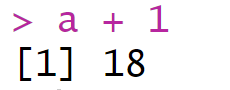 > a + 1
[1] 18